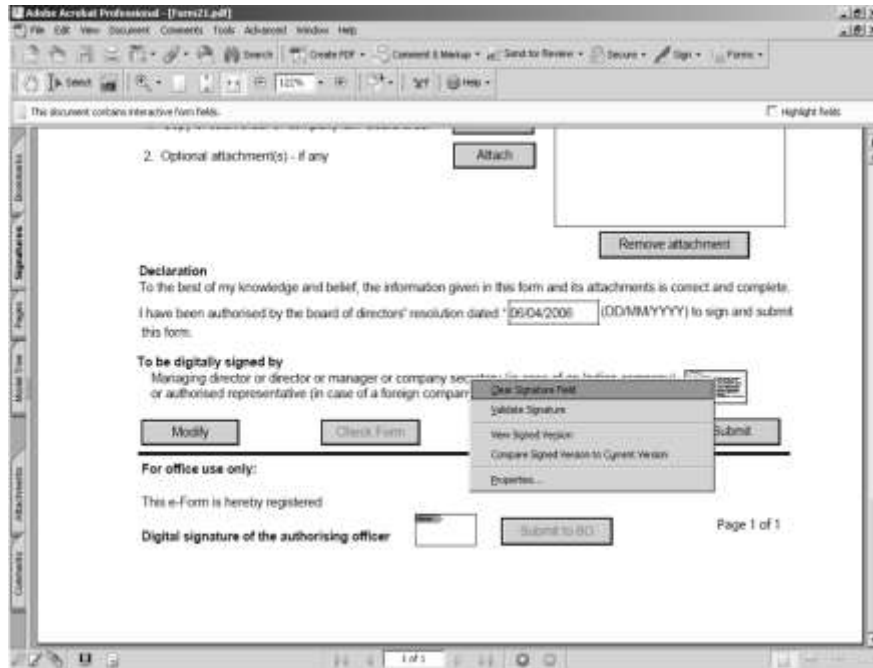 Adobe Acrobat Professional - [Form21.pdf]
File Edit View Document Comments Tools Advanced Window Help
Search Create PDF Comment & Markup Send for Review Secure Sign Forms
Select 122% Help
This document contains interactive form fields. Highlight fields
2. Optional attachment(s) - if any Attach
Remove attachment
Declaration
To the best of my knowledge and belief, the information given in this form and its attachments is correct and complete.
I have been authorised by the board of directors' resolution dated * 06/04/2006 (DD/MM/YYYY) to sign and submit
this form.
To be digitally signed by
Managing director or director or manager or company secretary (in case of an Indian company)
or authorised representative (in case of a foreign company
Clear Signature Field
Validate Signature
View Signed Version
Compare Signed Version to Current Version
Properties...
Modify Check Form Submit
For office use only:
This e-Form is hereby registered
Digital signature of the authorising officer Submit to BO Page 1 of 1
Bookmarks
Signatures
Pages
Model Tree
Attachments
Comments
1 of 1